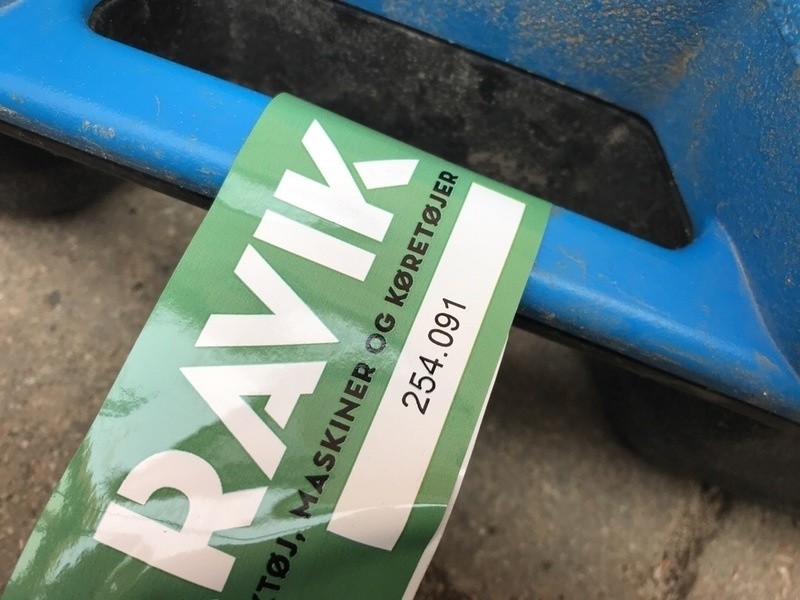 RAVIK
KTØJ, MASKINER OG KØRETØJER
254.091